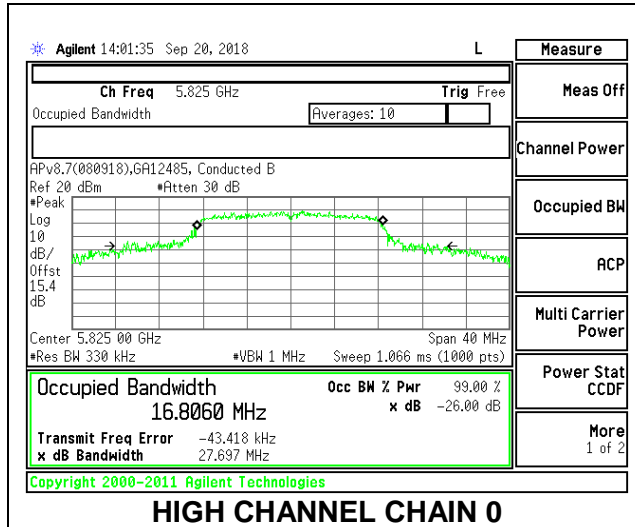 Agilent 14:01:35 Sep 20, 2018 L
Measure
Ch Freq 5.825 GHz Trig Free
Occupied Bandwidth Averages: 10
Meas Off
Channel Power
Occupied BW
ACP
Multi Carrier
Power
Power Stat
CCDF
More
1 of 2
APv8.7(080918),GA12485, Conducted B
Ref 20 dBm #Atten 30 dB
#Peak
Log
10
dB/
Offst
15.4
dB
Center 5.825 00 GHz Span 40 MHz
#Res BW 330 kHz #VBW 1 MHz Sweep 1.066 ms (1000 pts)
Occupied Bandwidth Occ BW % Pwr 99.00 %
16.8060 MHz x dB -26.00 dB
Transmit Freq Error -43.418 kHz
x dB Bandwidth 27.697 MHz
Copyright 2000-2011 Agilent Technologies
HIGH CHANNEL CHAIN 0